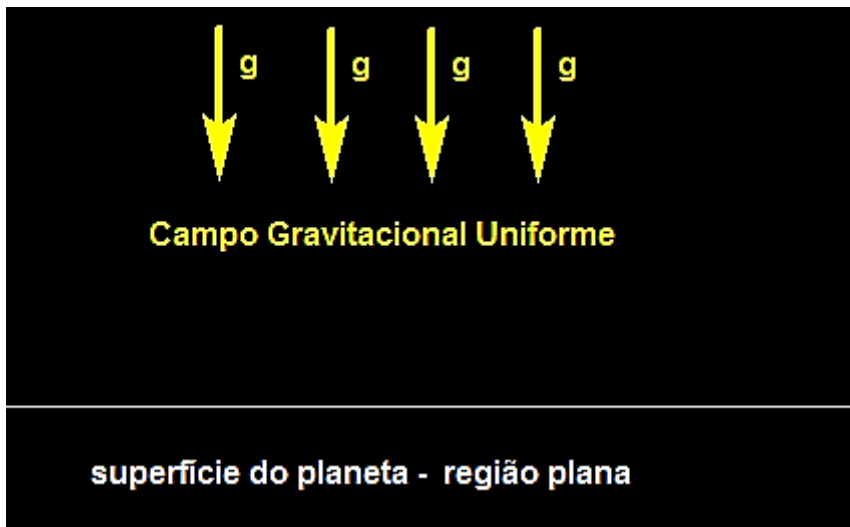 g g g g
Campo Gravitacional Uniforme
superfície do planeta - região plana